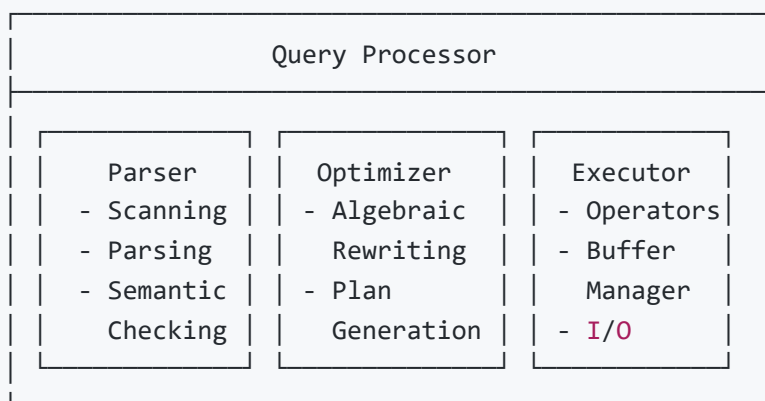 Query Processor
Parser
- Scanning
- Parsing
- Semantic
Checking
Optimizer
- Algebraic
Rewriting
- Plan
Generation
Executor
- Operators
- Buffer
Manager
- I/O